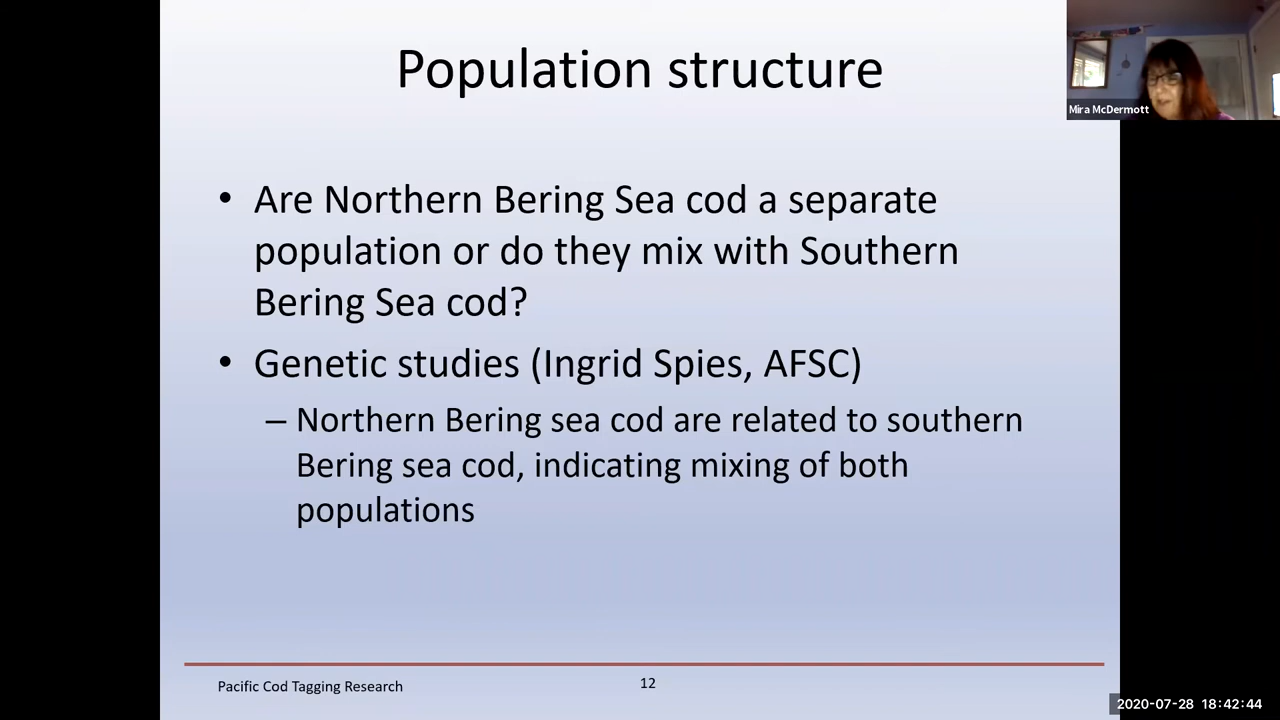 Population structure
Mira McDermott
• Are Northern Bering Sea cod a separate
population or do they mix with Southern
Bering Sea cod?
• Genetic studies (Ingrid Spies, AFSC)
– Northern Bering sea cod are related to southern
Bering sea cod, indicating mixing of both
populations
Pacific Cod Tagging Research
12
2020-07-28 18:42:44